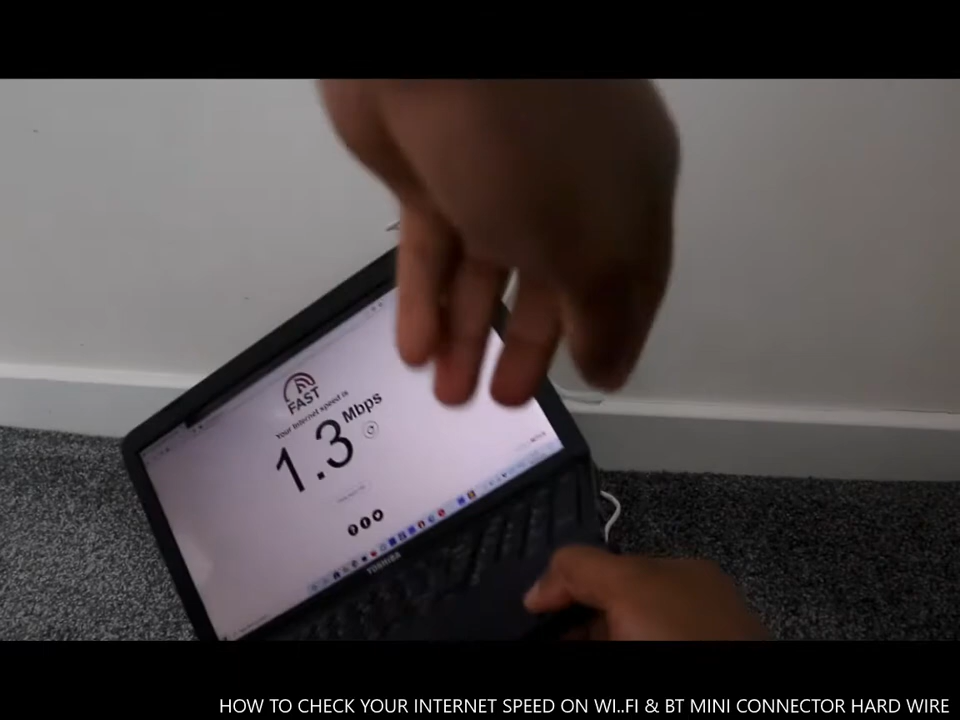 FAST
Your Internet speed is
1.3 Mbps
TOSHIBA
HOW TO CHECK YOUR INTERNET SPEED ON WI..FI & BT MINI CONNECTOR HARD WIRE